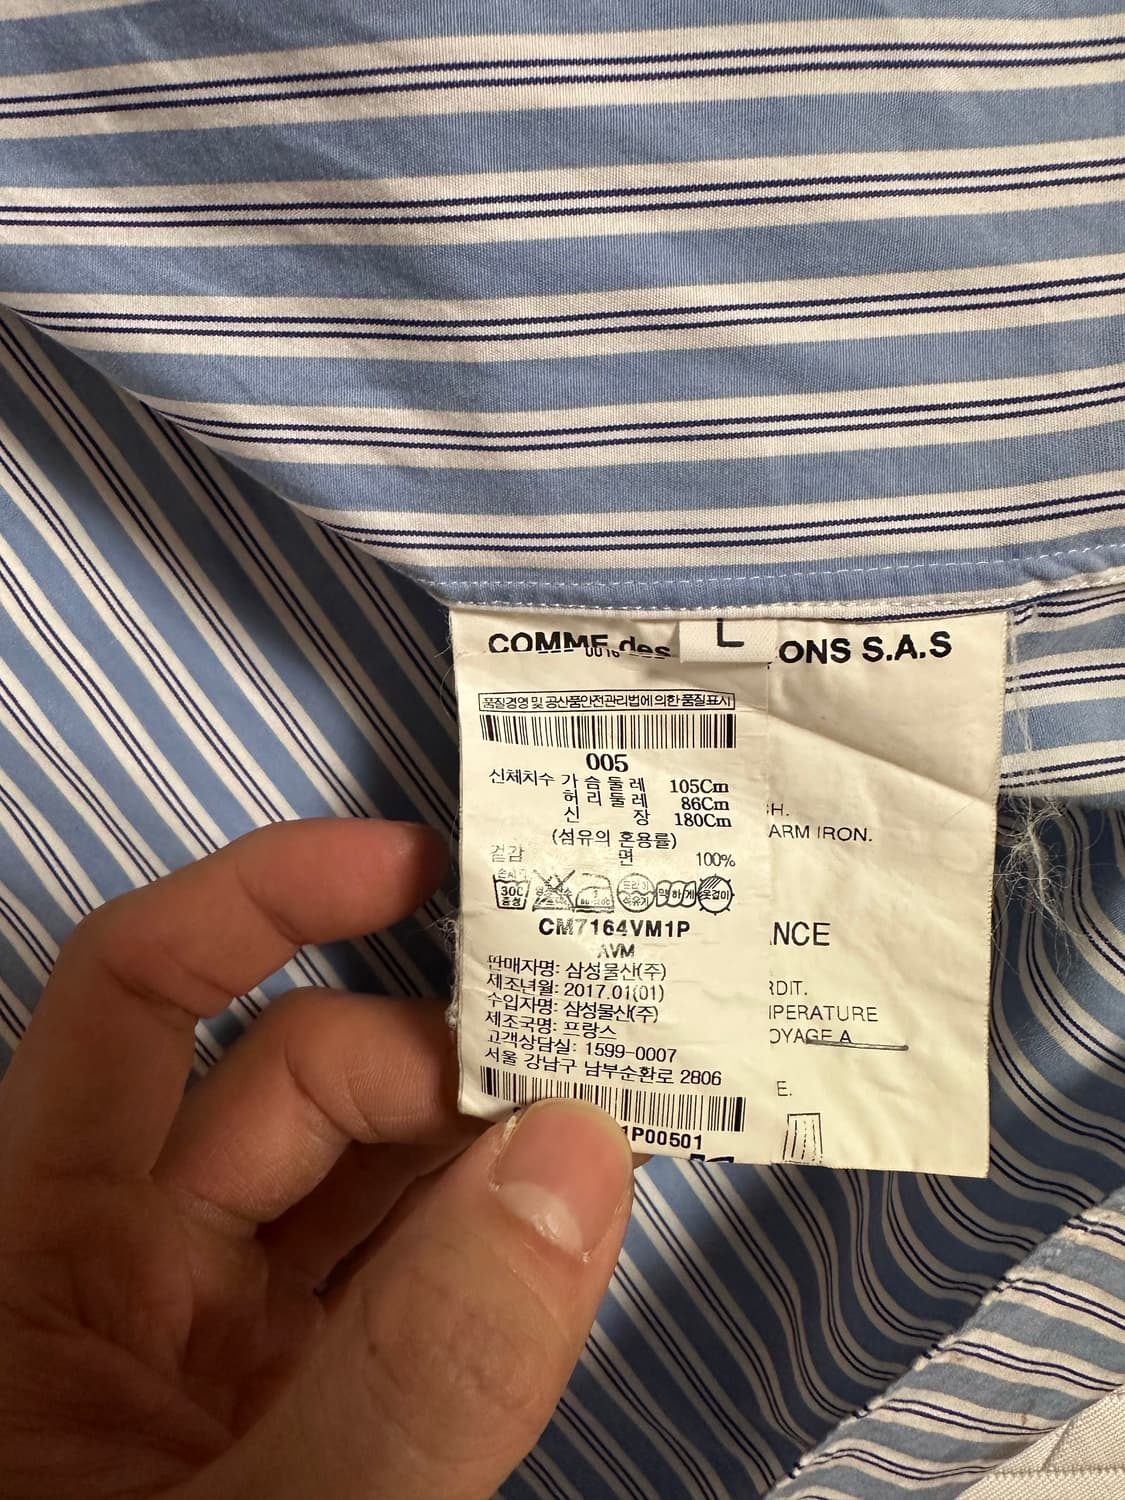 L
COMME des ONS S.A.S
0016
품질경영 및 공산품안전관리법에 의한 품질표시
005
신체치수 가슴둘레 105Cm
허리둘레 86Cm
신장 180Cm
(섬유의 혼용률)
겉감 면 100%
CM7164VM1P
AVM
판매자명: 삼성물산(주)
제조년월: 2017.01(01)
수입자명: 삼성물산(주)
제조국명: 프랑스
고객상담실: 1599-0007
서울 강남구 남부순환로 2806
1P00501
H.
ARM IRON.
NCE
RDIT.
PERATURE
OYAGE A
E.